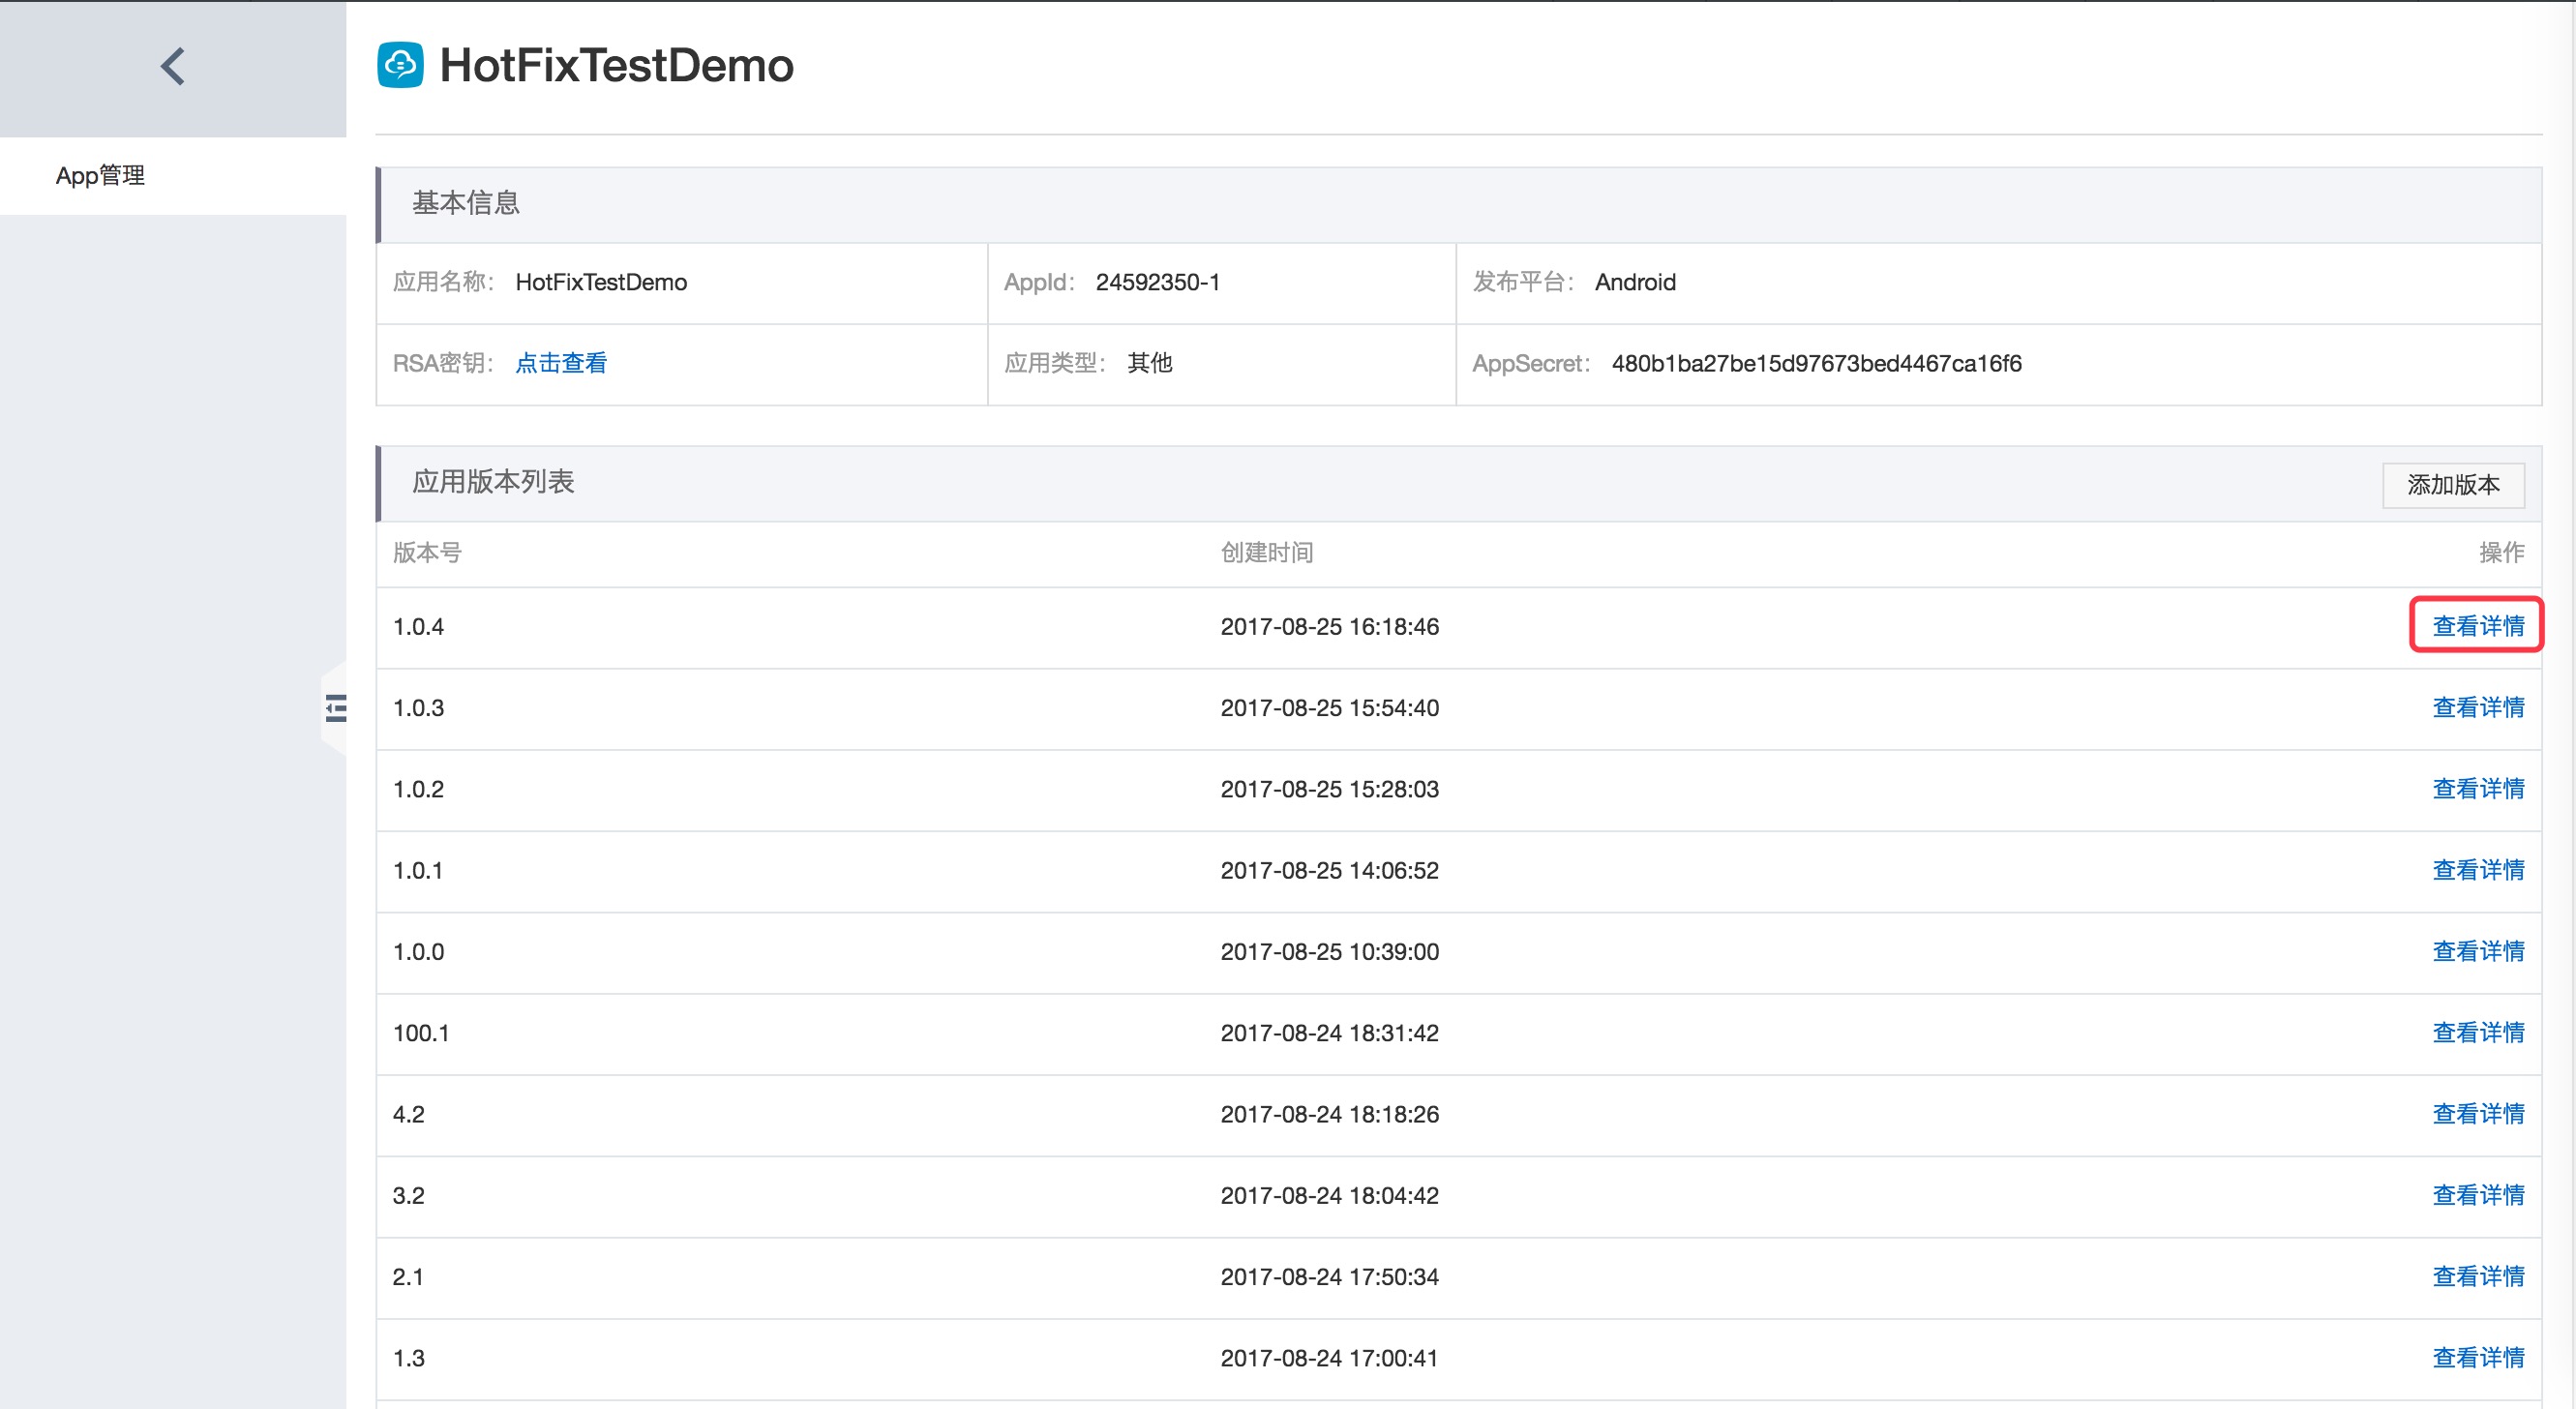 HotFixTestDemo
App管理
基本信息
应用名称： HotFixTestDemo AppId： 24592350-1 发布平台： Android
RSA密钥： 点击查看 应用类型： 其他 AppSecret： 480b1ba27be15d97673bed4467ca16f6
应用版本列表 添加版本
版本号 创建时间 操作
1.0.4 2017-08-25 16:18:46 查看详情
1.0.3 2017-08-25 15:54:40 查看详情
1.0.2 2017-08-25 15:28:03 查看详情
1.0.1 2017-08-25 14:06:52 查看详情
1.0.0 2017-08-25 10:39:00 查看详情
100.1 2017-08-24 18:31:42 查看详情
4.2 2017-08-24 18:18:26 查看详情
3.2 2017-08-24 18:04:42 查看详情
2.1 2017-08-24 17:50:34 查看详情
1.3 2017-08-24 17:00:41 查看详情